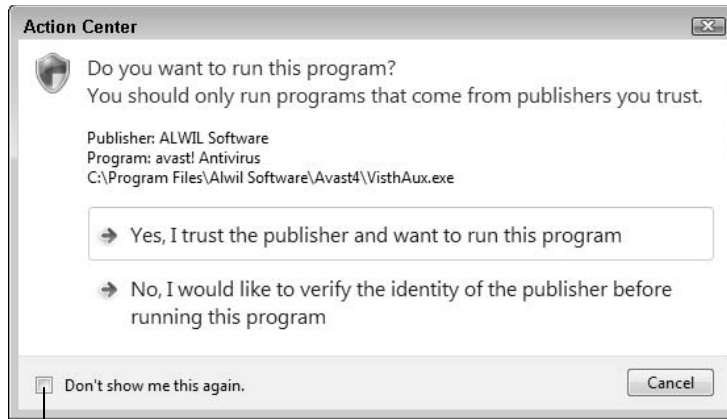 Action Center
Do you want to run this program?
You should only run programs that come from publishers you trust.
Publisher: ALWIL Software
Program: avast! Antivirus
C:\Program Files\Alwil Software\Avast4\VisthAux.exe
Yes, I trust the publisher and want to run this program
No, I would like to verify the identity of the publisher before
running this program
Don't show me this again.
Cancel